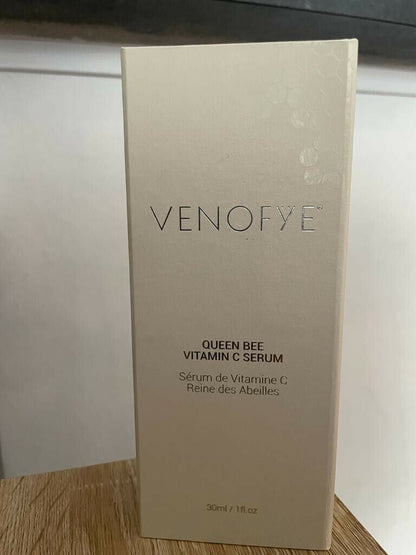 VENOFYE
QUEEN BEE
VITAMIN C SERUM
Sérum de Vitamine C
Reine des Abeilles
30ml / 1fl.oz